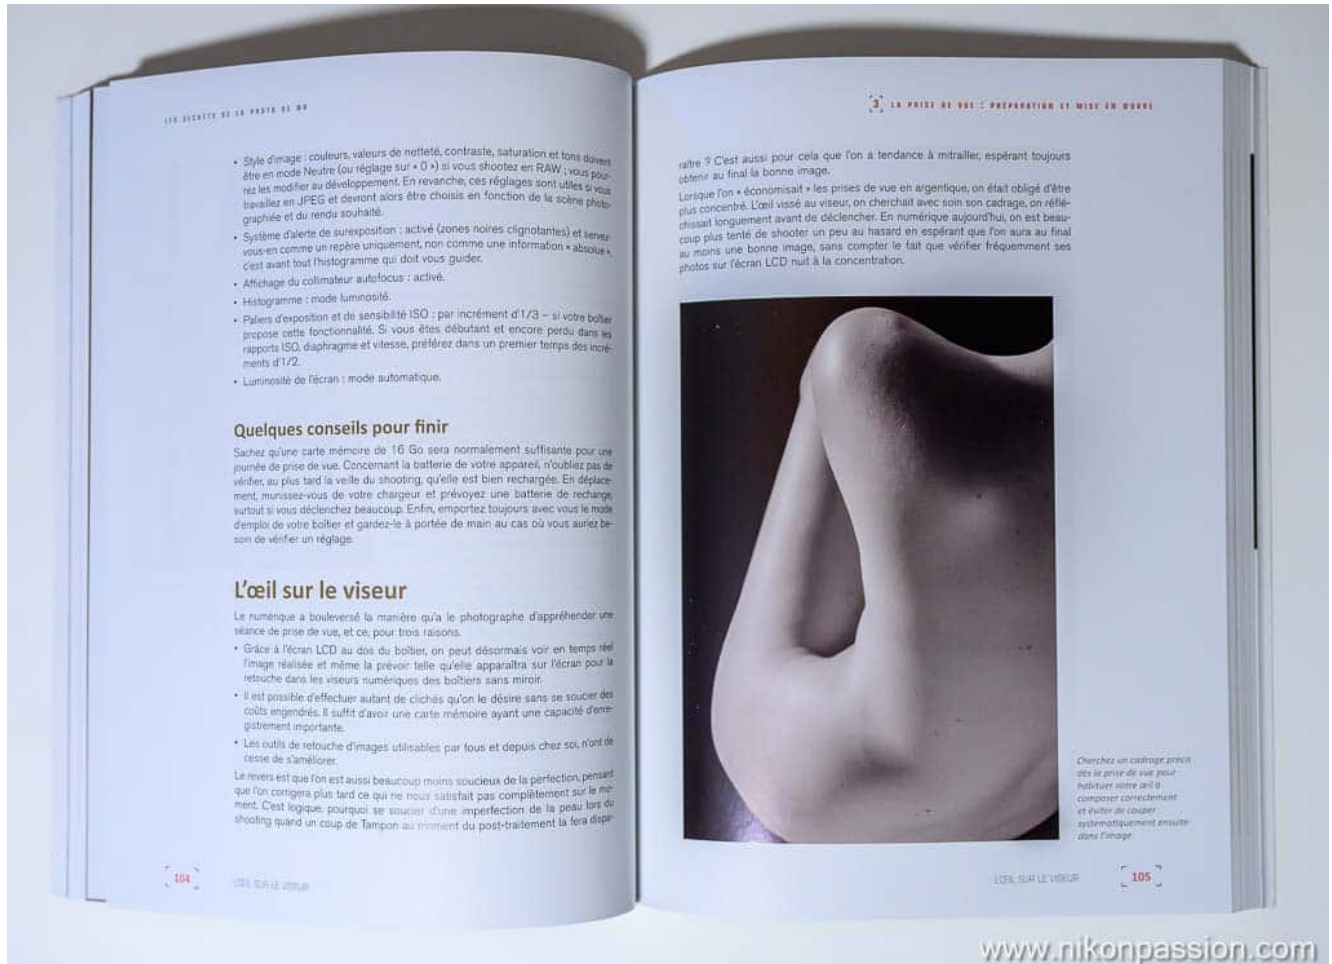 LES SECRETS DE LA PHOTO DE NU
• Style d'image : couleurs, valeurs de netteté, contraste, saturation et tons doivent
être en mode Neutre (ou réglage sur « 0 ») si vous shootez en RAW ; vous pour-
rez les modifier au développement. En revanche, ces réglages sont utiles si vous
travaillez en JPEG et devront alors être choisis en fonction de la scène photo-
graphiée et du rendu souhaité.
• Système d'alerte de surexposition : activé (zones noires clignotantes) et servez-
vous-en comme un repère uniquement, non comme une information « absolue »,
c'est avant tout l'histogramme qui doit vous guider.
• Affichage du collimateur autofocus : activé.
• Histogramme : mode luminosité.
• Paliers d'exposition et de sensibilité ISO : par incrément d'1/3 – si votre boîtier
propose cette fonctionnalité. Si vous êtes débutant et encore perdu dans les
rapports ISO, diaphragme et vitesse, préférez dans un premier temps des incré-
ments d'1/2.
• Luminosité de l'écran : mode automatique.
Quelques conseils pour finir
Sachez qu'une carte mémoire de 16 Go sera normalement suffisante pour une
journée de prise de vue. Concernant la batterie de votre appareil, n'oubliez pas de
vérifier, au plus tard la veille du shooting, qu'elle est bien rechargée. En déplace-
ment, munissez-vous de votre chargeur et prévoyez une batterie de rechange,
surtout si vous déclenchez beaucoup. Enfin, emportez toujours avec vous le mode
d'emploi de votre boîtier et gardez-le à portée de main au cas où vous auriez be-
soin de vérifier un réglage.
L'œil sur le viseur
Le numérique a bouleversé la manière qu'a le photographe d'appréhender une
séance de prise de vue, et ce, pour trois raisons.
• Grâce à l'écran LCD au dos du boîtier, on peut désormais voir en temps réel
l'image réalisée et même la prévoir telle qu'elle apparaîtra sur l'écran pour la
retouche dans les viseurs numériques des boîtiers sans miroir.
• Il est possible d'effectuer autant de clichés qu'on le désire sans se soucier des
coûts engendrés. Il suffit d'avoir une carte mémoire ayant une capacité d'enre-
gistrement importante.
• Les outils de retouche d'images utilisables par tous et depuis chez soi, n'ont de
cesse de s'améliorer.
Le revers est que l'on est aussi beaucoup moins soucieux de la perfection, pensant
que l'on corrigera plus tard ce qui ne nous satisfait pas complètement sur le mo-
ment. C'est logique, pourquoi se soucier d'une imperfection de la peau lors du
shooting quand un coup de Tampon au moment du post-traitement la fera dispa-
104
L'ŒIL SUR LE VISEUR
3 LA PRISE DE VUE : PRÉPARATION ET MISE EN ŒUVRE
raître ? C'est aussi pour cela que l'on a tendance à mitrailler, espérant toujours
obtenir au final la bonne image.
Lorsque l'on « économisait » les prises de vue en argentique, on était obligé d'être
plus concentré. L'œil vissé au viseur, on cherchait avec soin son cadrage, on réflé-
chissait longuement avant de déclencher. En numérique aujourd'hui, on est beau-
coup plus tenté de shooter un peu au hasard en espérant que l'on aura au final
au moins une bonne image, sans compter le fait que vérifier fréquemment ses
photos sur l'écran LCD nuit à la concentration.
Cherchez un cadrage précis
dès la prise de vue pour
habituer votre œil à
composer correctement
et éviter de couper
systématiquement ensuite
dans l'image.
L'ŒIL SUR LE VISEUR
105
www.nikonpassion.com